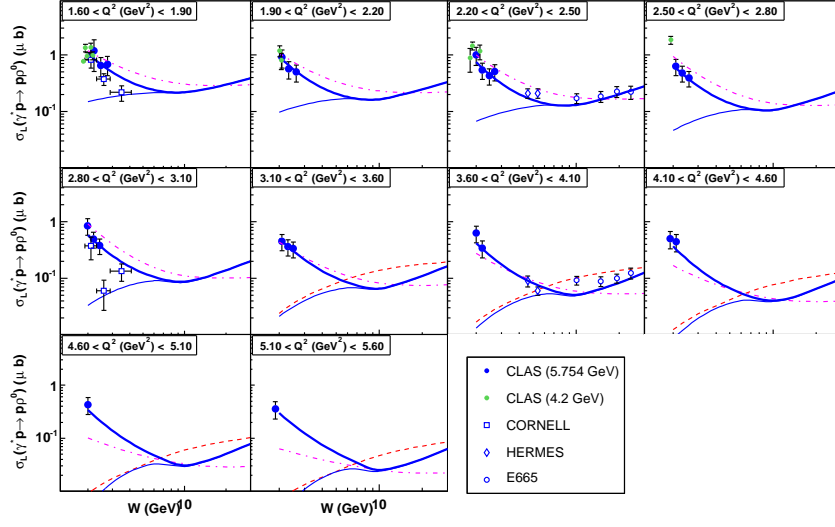 1.60 < Q² (GeV²) < 1.90
1.90 < Q² (GeV²) < 2.20
2.20 < Q² (GeV²) < 2.50
2.50 < Q² (GeV²) < 2.80
σL(γ*p→ pρ⁰) (μ b)
1
10⁻¹
2.80 < Q² (GeV²) < 3.10
3.10 < Q² (GeV²) < 3.60
3.60 < Q² (GeV²) < 4.10
4.10 < Q² (GeV²) < 4.60
σL(γ*p→ pρ⁰) (μ b)
1
10⁻¹
4.60 < Q² (GeV²) < 5.10
5.10 < Q² (GeV²) < 5.60
σL(γ*p→ pρ⁰) (μ b)
1
10⁻¹
W (GeV) 10
W (GeV) 10
CLAS (5.754 GeV)
CLAS (4.2 GeV)
CORNELL
HERMES
E665